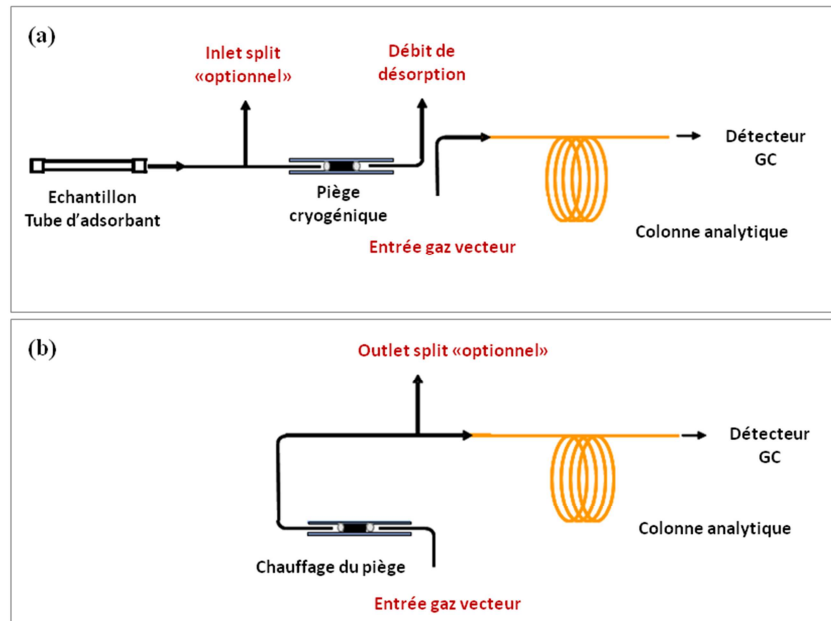 (a)
Inlet split
«optionnel»
Débit de
désorption
Détecteur
GC
Echantillon
Tube d'adsorbant
Piège
cryogénique
Entrée gaz vecteur
Colonne analytique
(b)
Outlet split «optionnel»
Détecteur
GC
Colonne analytique
Chauffage du piège
Entrée gaz vecteur